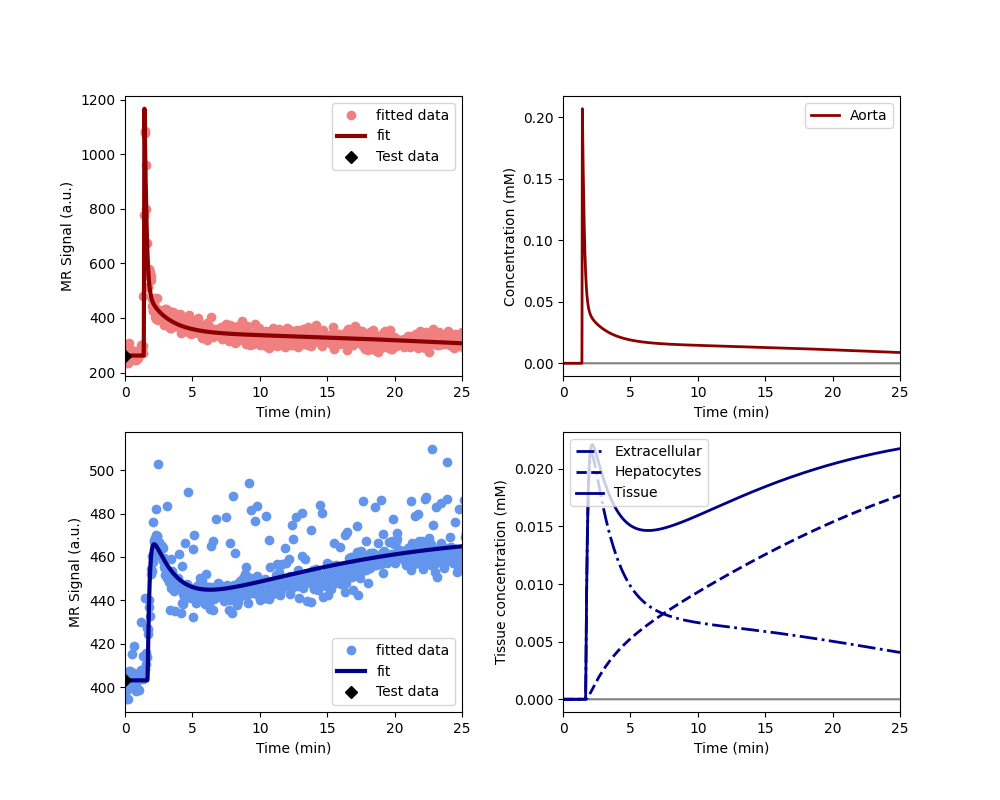 1200
1000
800
600
400
200
MR Signal (a.u.)
fitted data
fit
Test data
0 5 10 15 20 25
Time (min)
0.20
0.15
0.10
0.05
0.00
Concentration (mM)
Aorta
0 5 10 15 20 25
Time (min)
500
480
460
440
420
400
MR Signal (a.u.)
fitted data
fit
Test data
0 5 10 15 20 25
Time (min)
0.020
0.015
0.010
0.005
0.000
Tissue concentration (mM)
Extracellular
Hepatocytes
Tissue
0 5 10 15 20 25
Time (min)